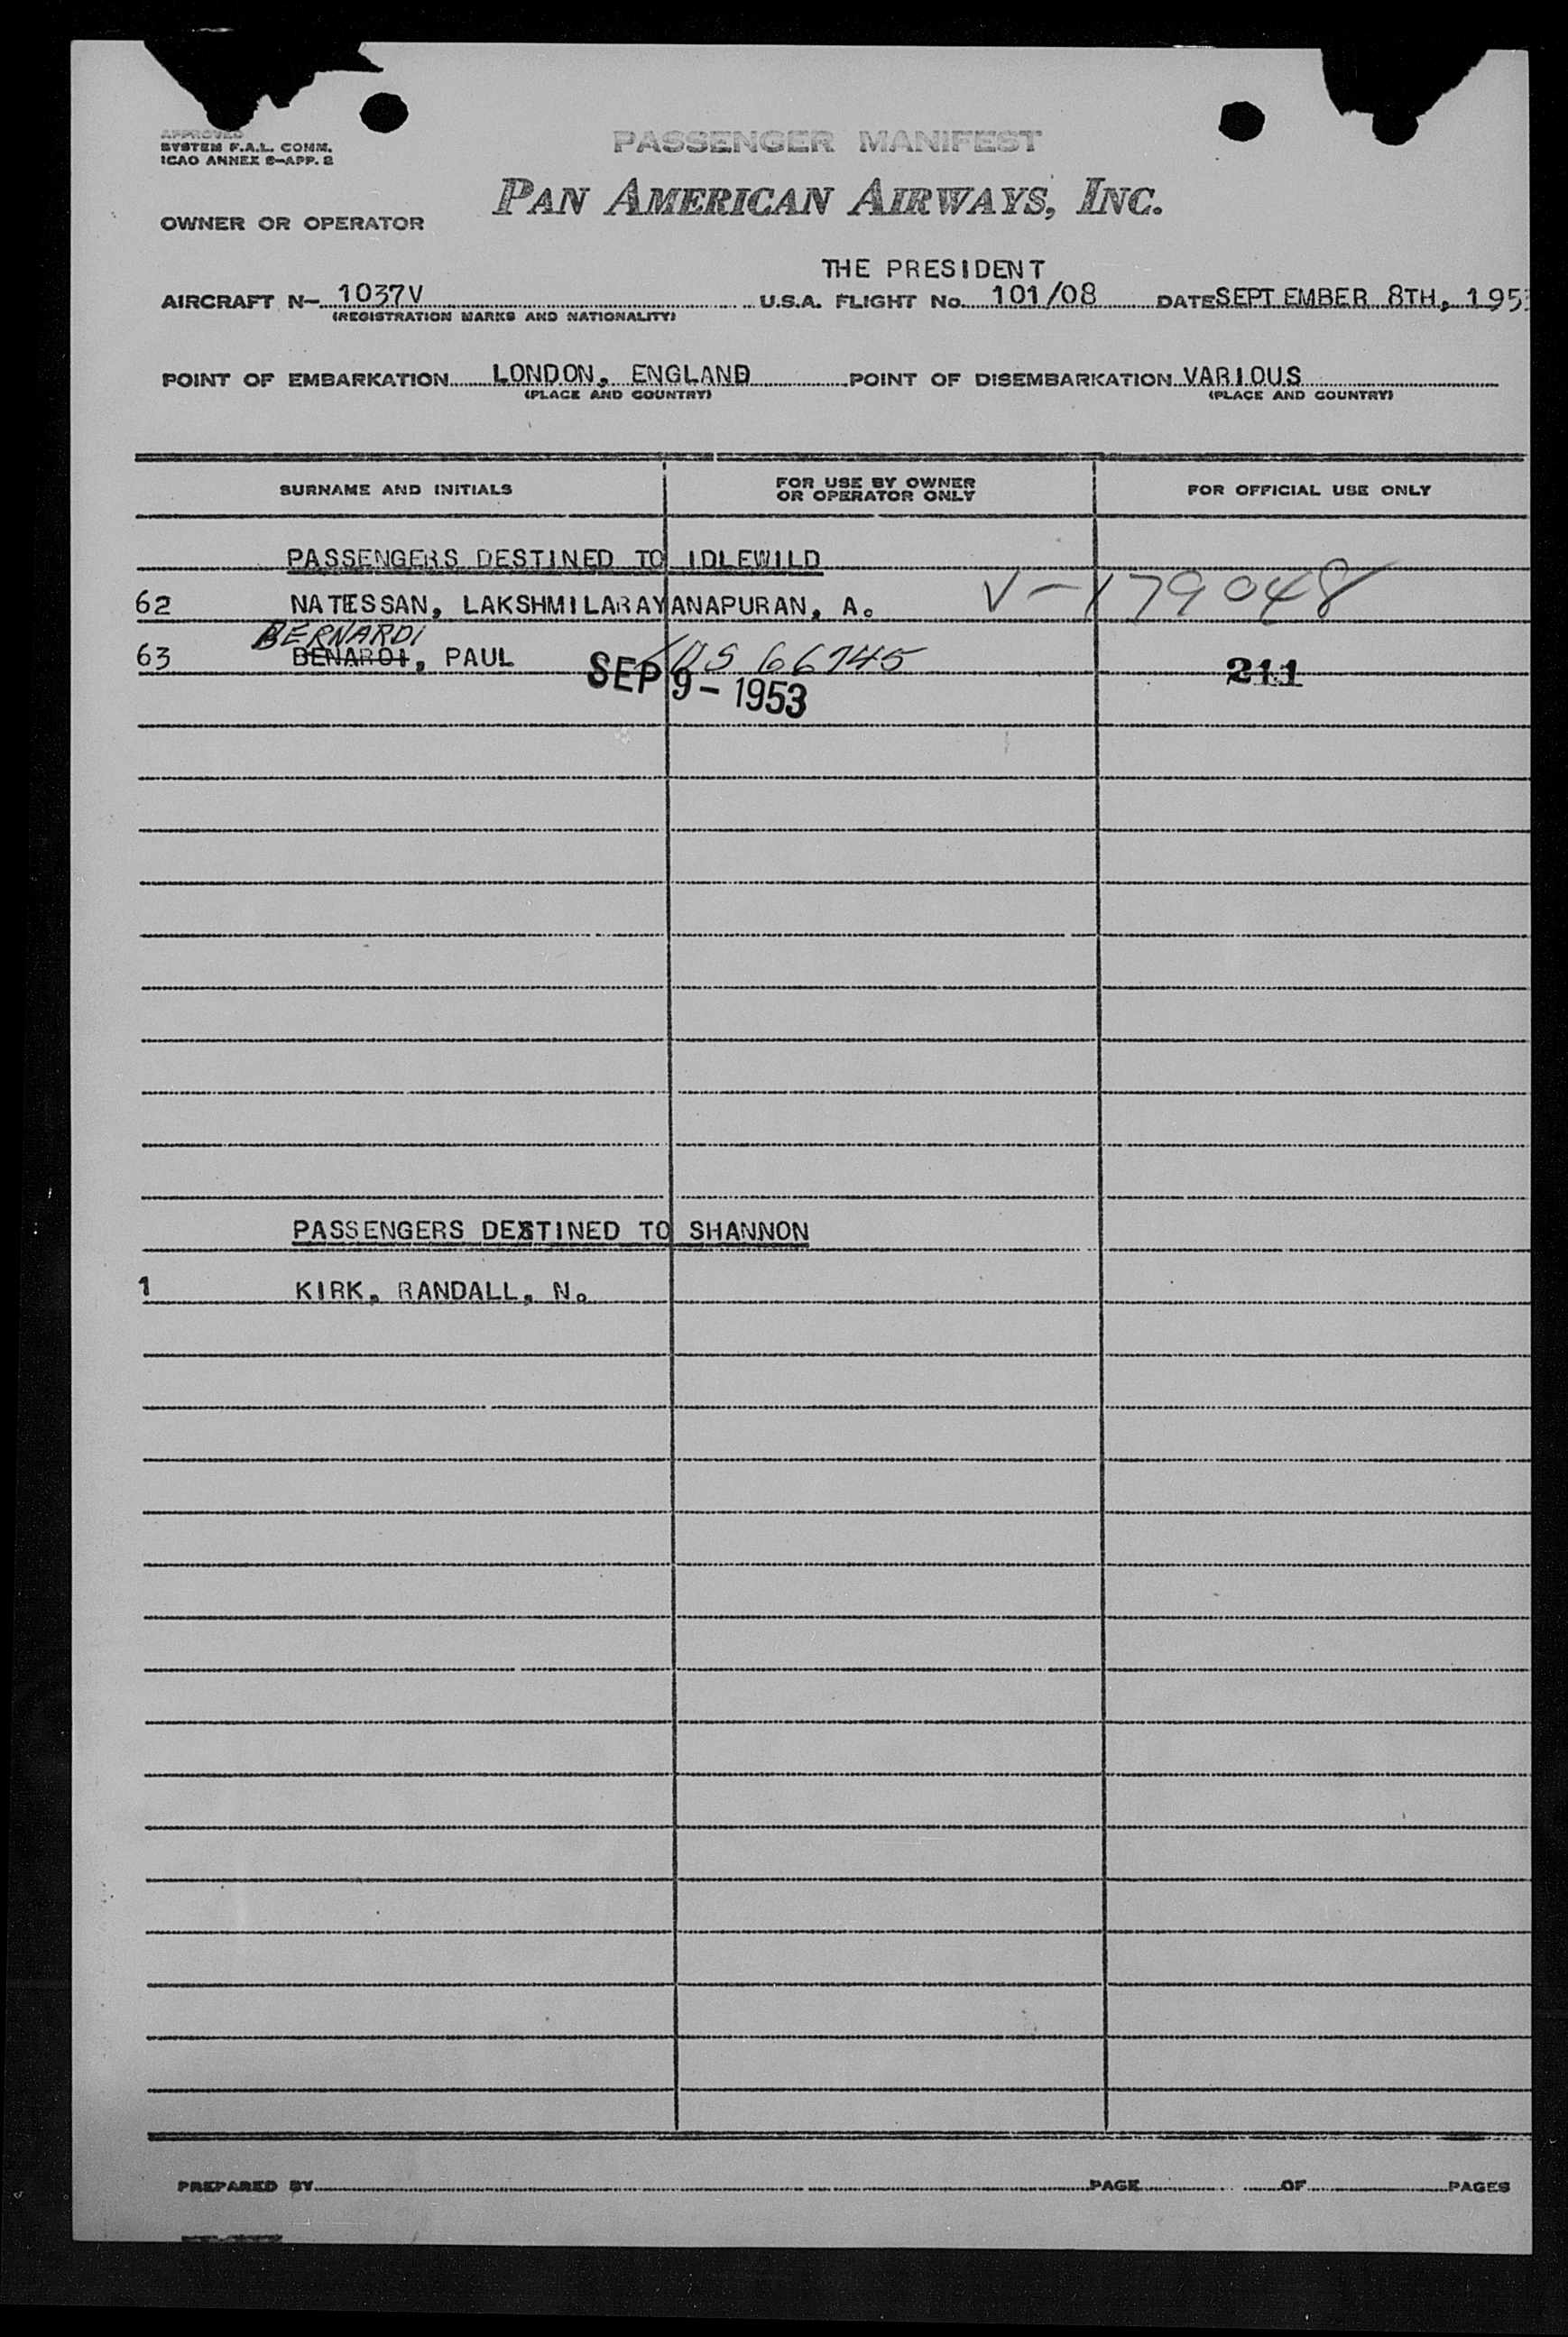 APPROVED
SYSTEM F.A.L. COMM.
ICAO ANNEX 9-APP. 2
PASSENGER MANIFEST
PAN AMERICAN AIRWAYS, INC.
OWNER OR OPERATOR
THE PRESIDENT
AIRCRAFT N- 1037V U.S.A. FLIGHT No. 101/08 DATE SEPTEMBER 8TH, 195
(REGISTRATION MARKS AND NATIONALITY)
POINT OF EMBARKATION LONDON, ENGLAND POINT OF DISEMBARKATION VARIOUS
(PLACE AND COUNTRY) (PLACE AND COUNTRY)
SURNAME AND INITIALS FOR USE BY OWNER OR OPERATOR ONLY FOR OFFICIAL USE ONLY
PASSENGERS DESTINED TO IDLEWILD
62 NATESSAN, LAKSHMILARAYANAPURAN, A. V-179048
BERNARDI
63 BENARDI, PAUL 66745 211
SEP 9-1953
PASSENGERS DESTINED TO SHANNON
1 KIRK, RANDALL, N.
PREPARED BY PAGE OF PAGES